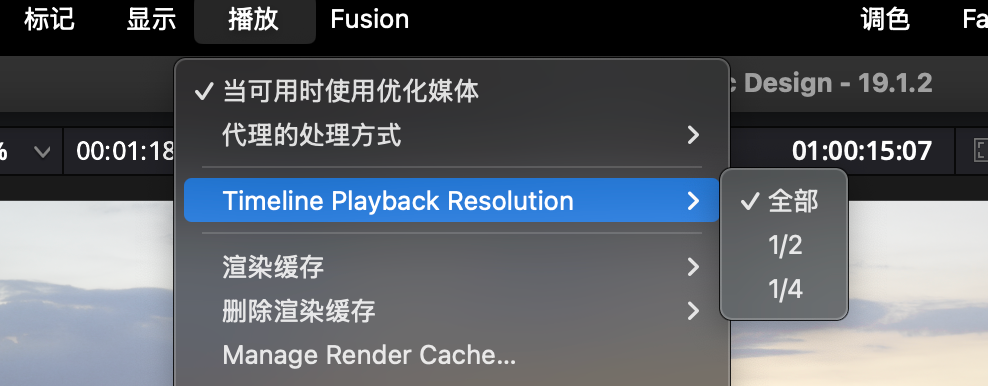 标记 显示 播放 Fusion 调色 Fa
当可用时使用优化媒体
c Design - 19.1.2
代理的处理方式
% 00:01:18 01:00:15:07
Timeline Playback Resolution
全部
1/2
1/4
渲染缓存
删除渲染缓存
Manage Render Cache...